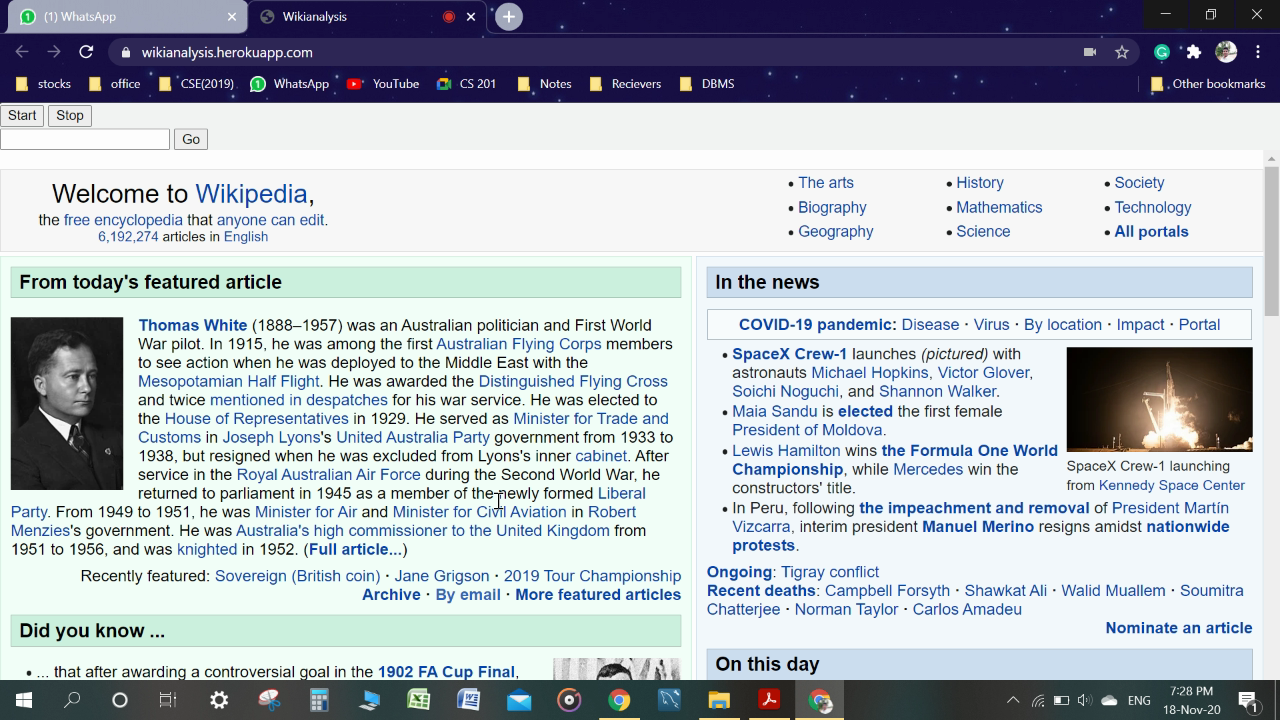 (1) WhatsApp
Wikianalysis
wikianalysis.herokuapp.com
stocks office CSE(2019) WhatsApp YouTube CS 201 Notes Recievers DBMS Other bookmarks
Start Stop
Go
Welcome to Wikipedia,
the free encyclopedia that anyone can edit.
6,192,274 articles in English
• The arts
• Biography
• Geography
• History
• Mathematics
• Science
• Society
• Technology
• All portals
From today's featured article
Thomas White (1888–1957) was an Australian politician and First World
War pilot. In 1915, he was among the first Australian Flying Corps members
to see action when he was deployed to the Middle East with the
Mesopotamian Half Flight. He was awarded the Distinguished Flying Cross
and twice mentioned in despatches for his war service. He was elected to
the House of Representatives in 1929. He served as Minister for Trade and
Customs in Joseph Lyons's United Australia Party government from 1933 to
1938, but resigned when he was excluded from Lyons's inner cabinet. After
service in the Royal Australian Air Force during the Second World War, he
returned to parliament in 1945 as a member of the newly formed Liberal
Party. From 1949 to 1951, he was Minister for Air and Minister for Civil Aviation in Robert
Menzies's government. He was Australia's high commissioner to the United Kingdom from
1951 to 1956, and was knighted in 1952. (Full article...)
Recently featured: Sovereign (British coin) · Jane Grigson · 2019 Tour Championship
Archive · By email · More featured articles
Did you know ...
• ... that after awarding a controversial goal in the 1902 FA Cup Final,
In the news
COVID-19 pandemic: Disease · Virus · By location · Impact · Portal
• SpaceX Crew-1 launches (pictured) with
astronauts Michael Hopkins, Victor Glover,
Soichi Noguchi, and Shannon Walker.
• Maia Sandu is elected the first female
President of Moldova.
• Lewis Hamilton wins the Formula One World
Championship, while Mercedes win the
constructors' title.
• In Peru, following the impeachment and removal of President Martín
Vizcarra, interim president Manuel Merino resigns amidst nationwide
protests.
SpaceX Crew-1 launching
from Kennedy Space Center
Ongoing: Tigray conflict
Recent deaths: Campbell Forsyth · Shawkat Ali · Walid Muallem · Soumitra
Chatterjee · Norman Taylor · Carlos Amadeu
Nominate an article
On this day
ENG
7:28 PM
18-Nov-20
1